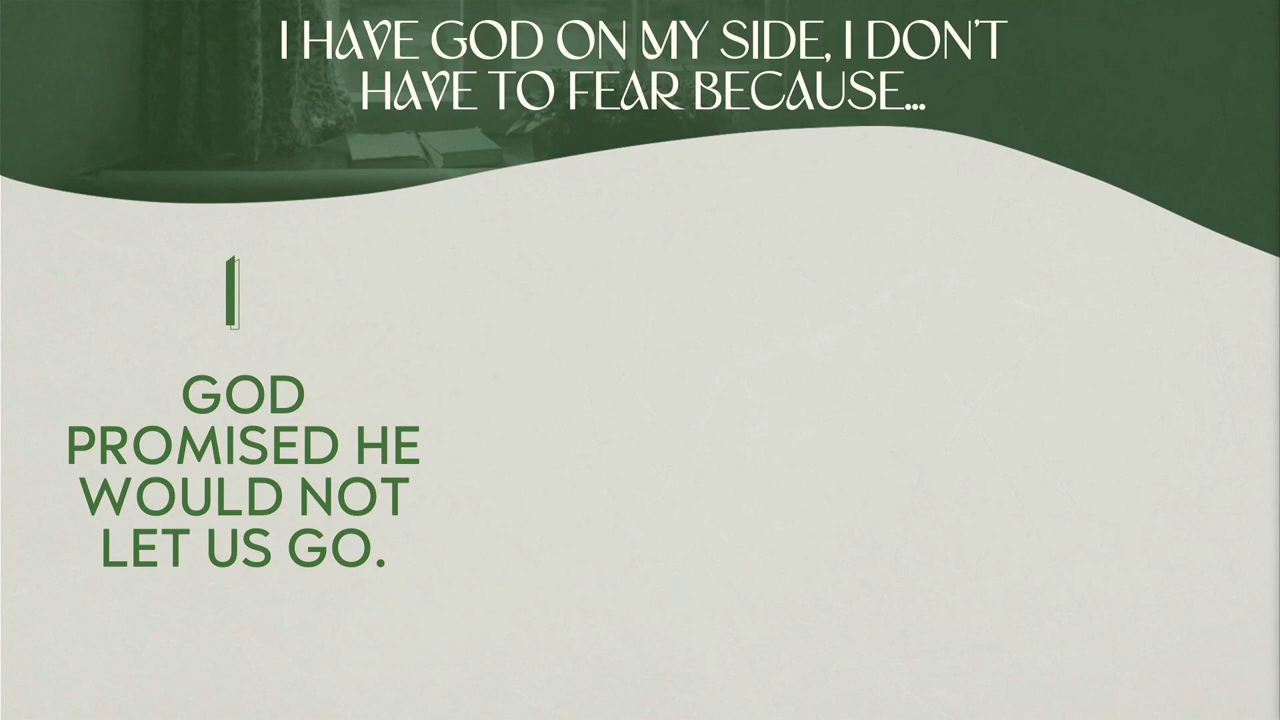 I HAVE GOD ON MY SIDE, I DON'T
HAVE TO FEAR BECAUSE...
1
GOD
PROMISED HE
WOULD NOT
LET US GO.